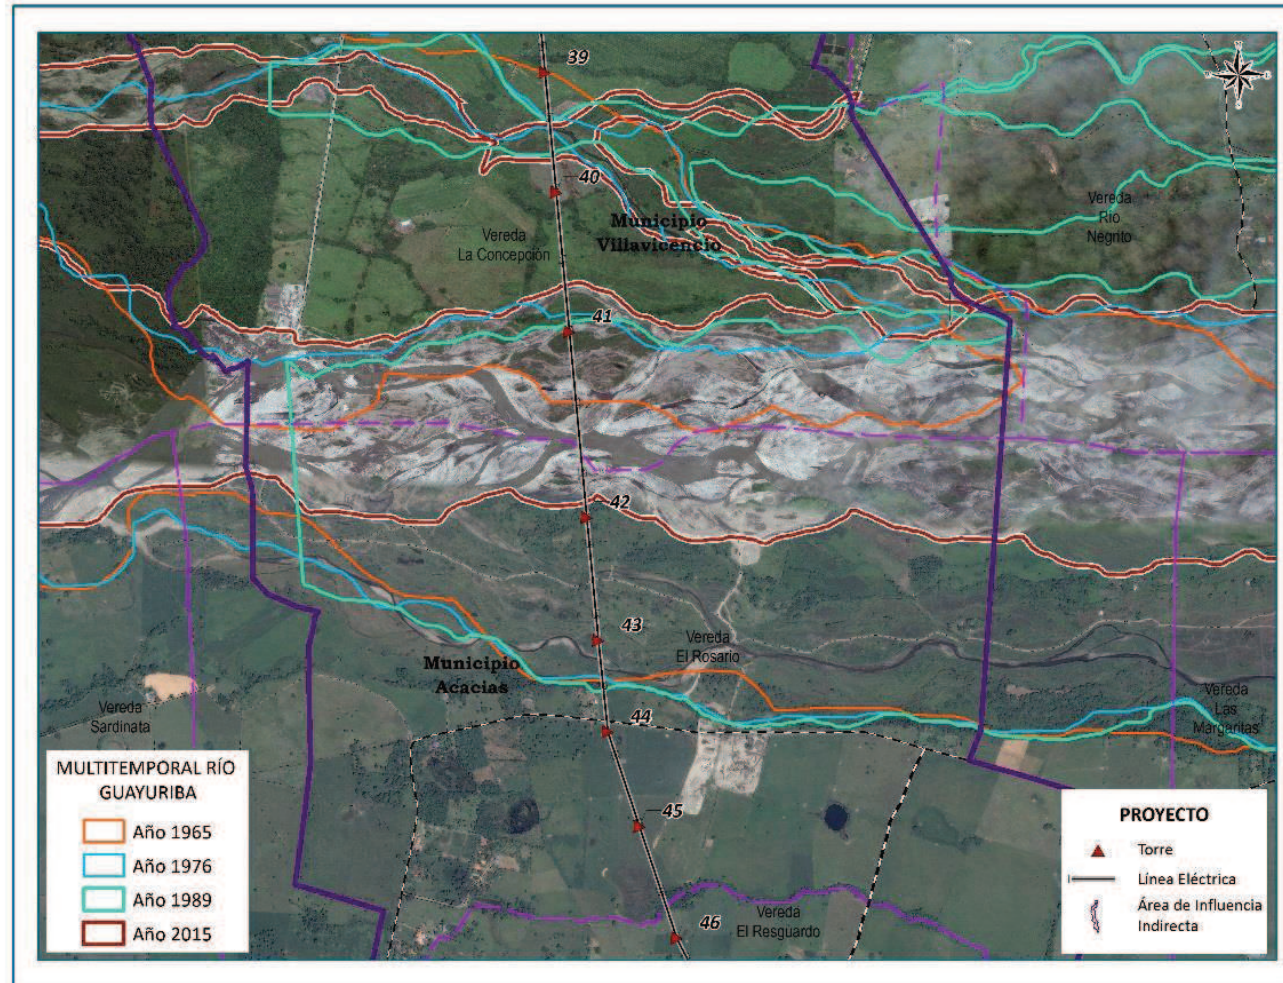 39
40
Municipio
Villavicencio
Vereda
La Concepción
Vereda
Rio
Negrito
41
42
43
Vereda
El Rosario
Municipio
Acacias
Vereda
Sardinata
44
Vereda
Las
Margaritas
45
46
Vereda
El Resguardo
MULTITEMPORAL RÍO
GUAYURIBA
Año 1965
Año 1976
Año 1989
Año 2015
PROYECTO
Torre
Línea Eléctrica
Área de Influencia
Indirecta